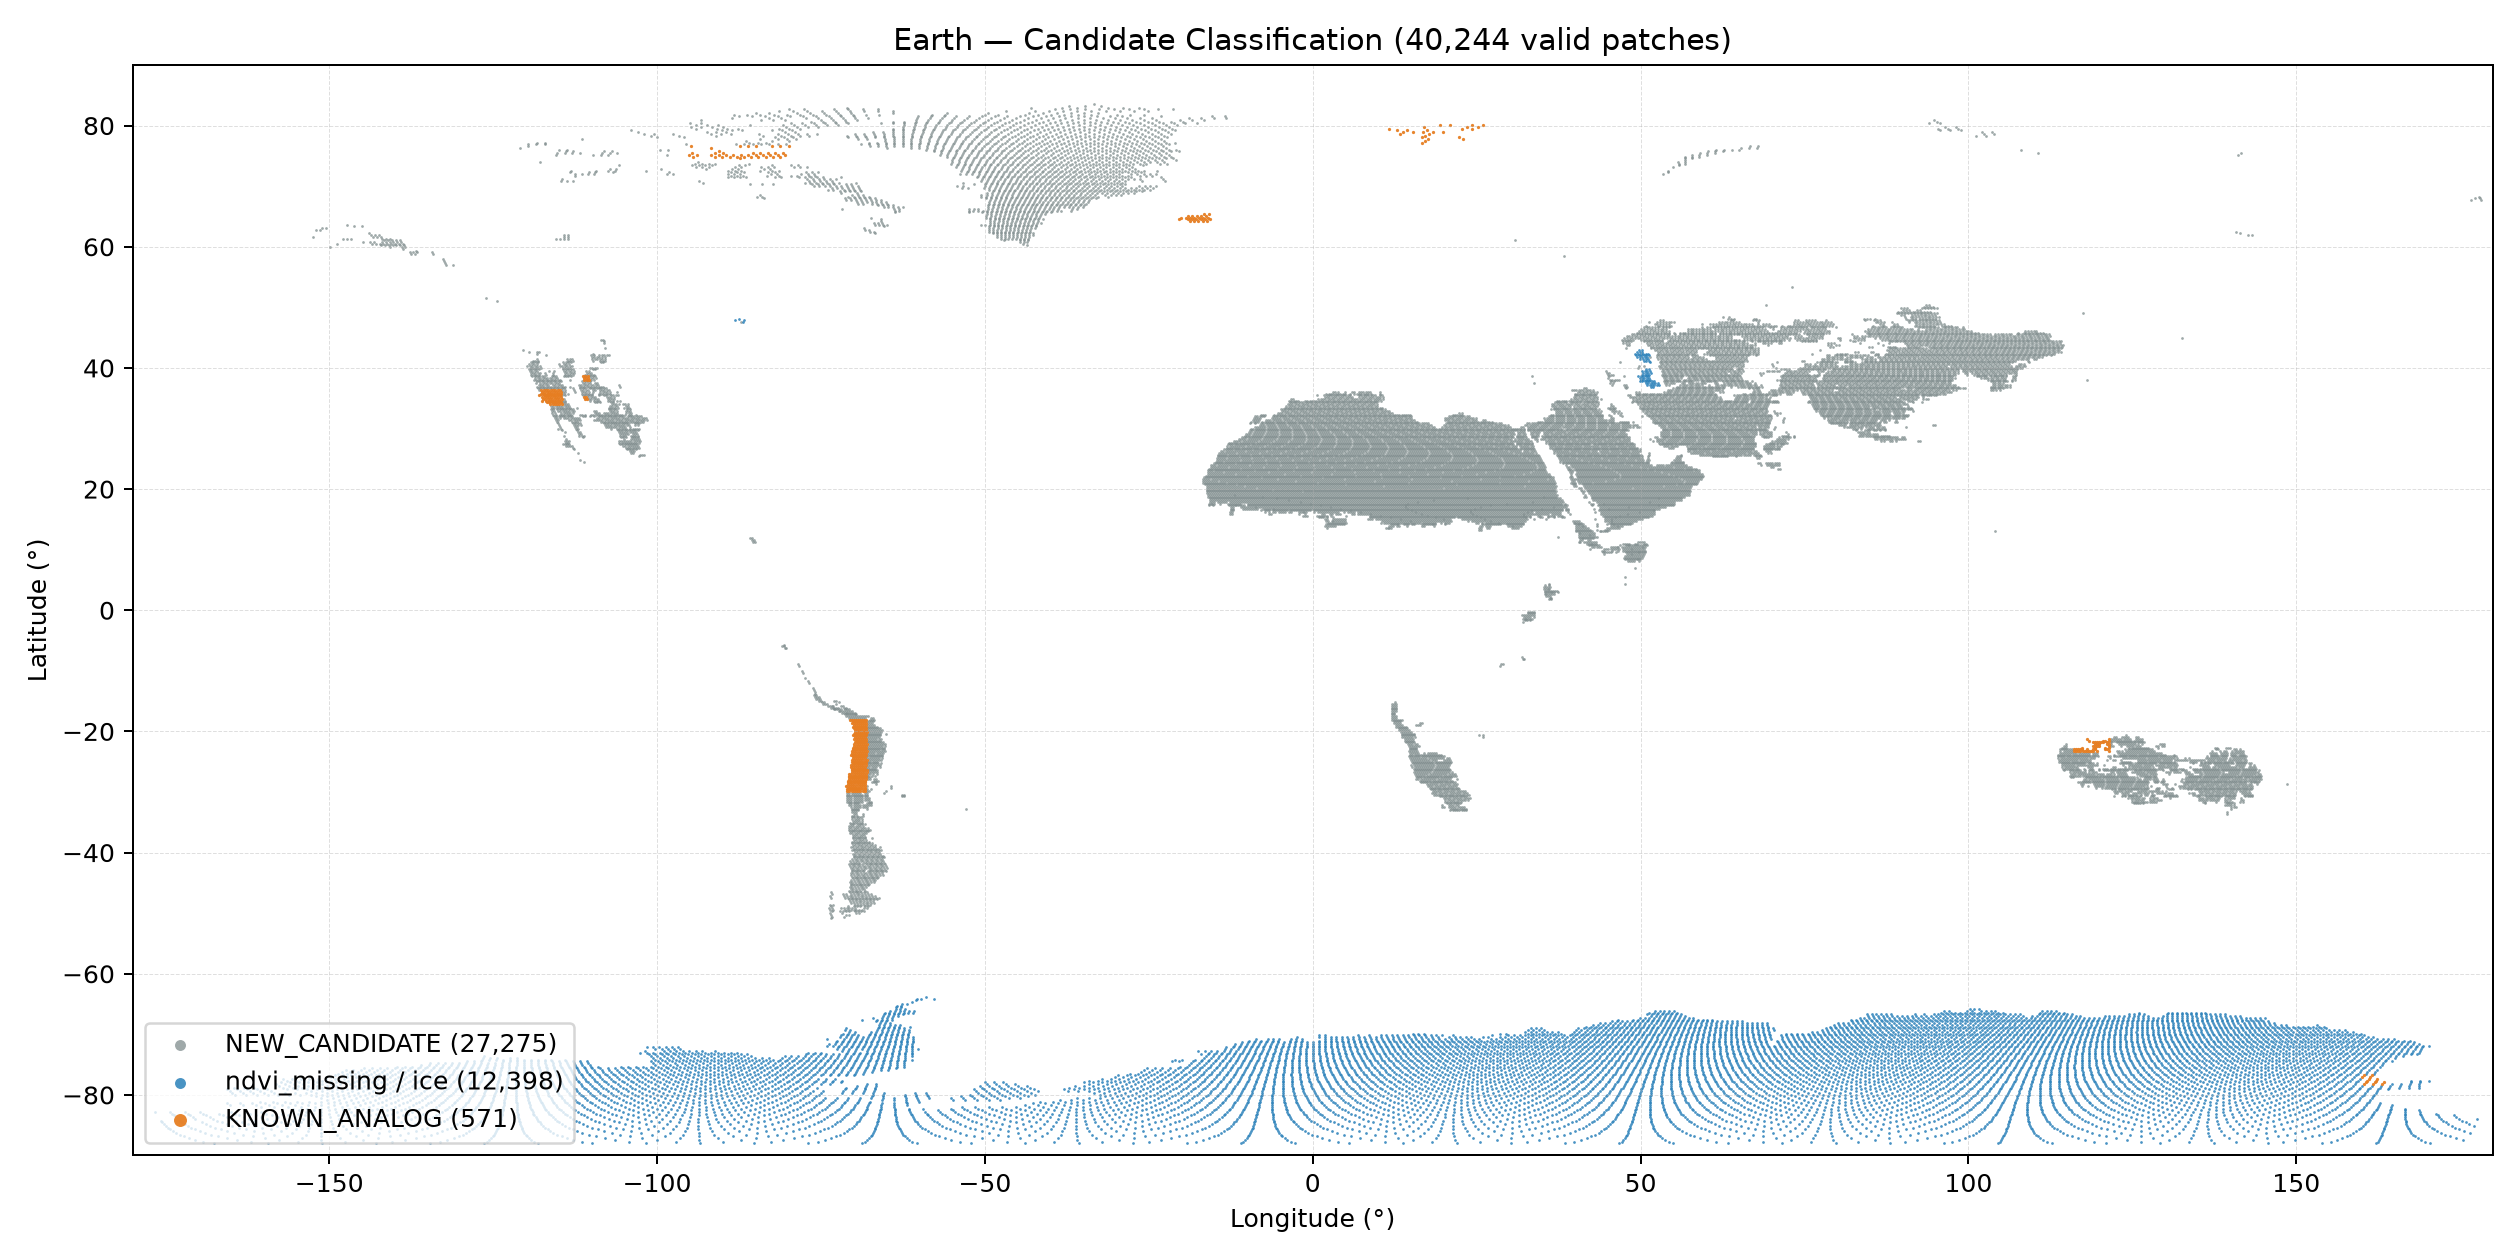 Earth — Candidate Classification (40,244 valid patches)
80
60
40
20
0
−20
−40
−60
−80
Latitude (°)
NEW_CANDIDATE (27,275)
ndvi_missing / ice (12,398)
KNOWN_ANALOG (571)
−150
−100
−50
0
50
100
150
Longitude (°)